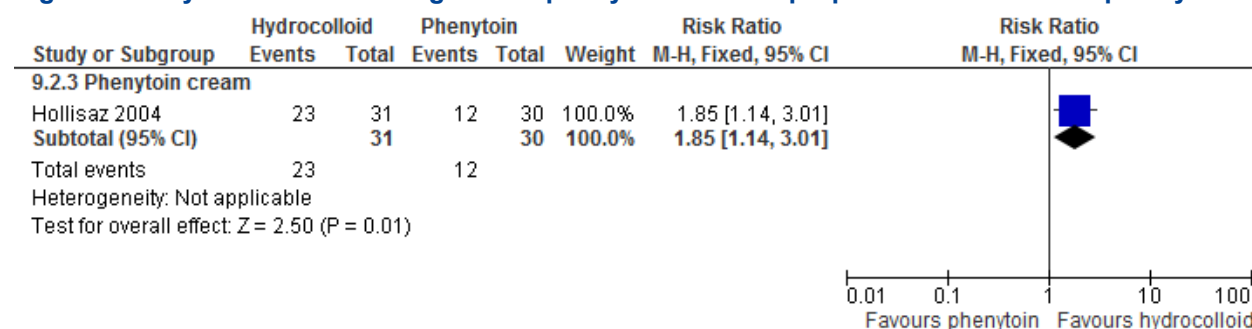 Hydrocolloid Phenytoin Risk Ratio Risk Ratio
Study or Subgroup Events Total Events Total Weight M-H, Fixed, 95% CI M-H, Fixed, 95% CI
9.2.3 Phenytoin cream
Hollisaz 2004 23 31 12 30 100.0% 1.85 [1.14, 3.01]
Subtotal (95% CI) 31 30 100.0% 1.85 [1.14, 3.01]
Total events 23 12
Heterogeneity: Not applicable
Test for overall effect: Z = 2.50 (P = 0.01)
0.01 0.1 1 10 100
Favours phenytoin Favours hydrocolloid